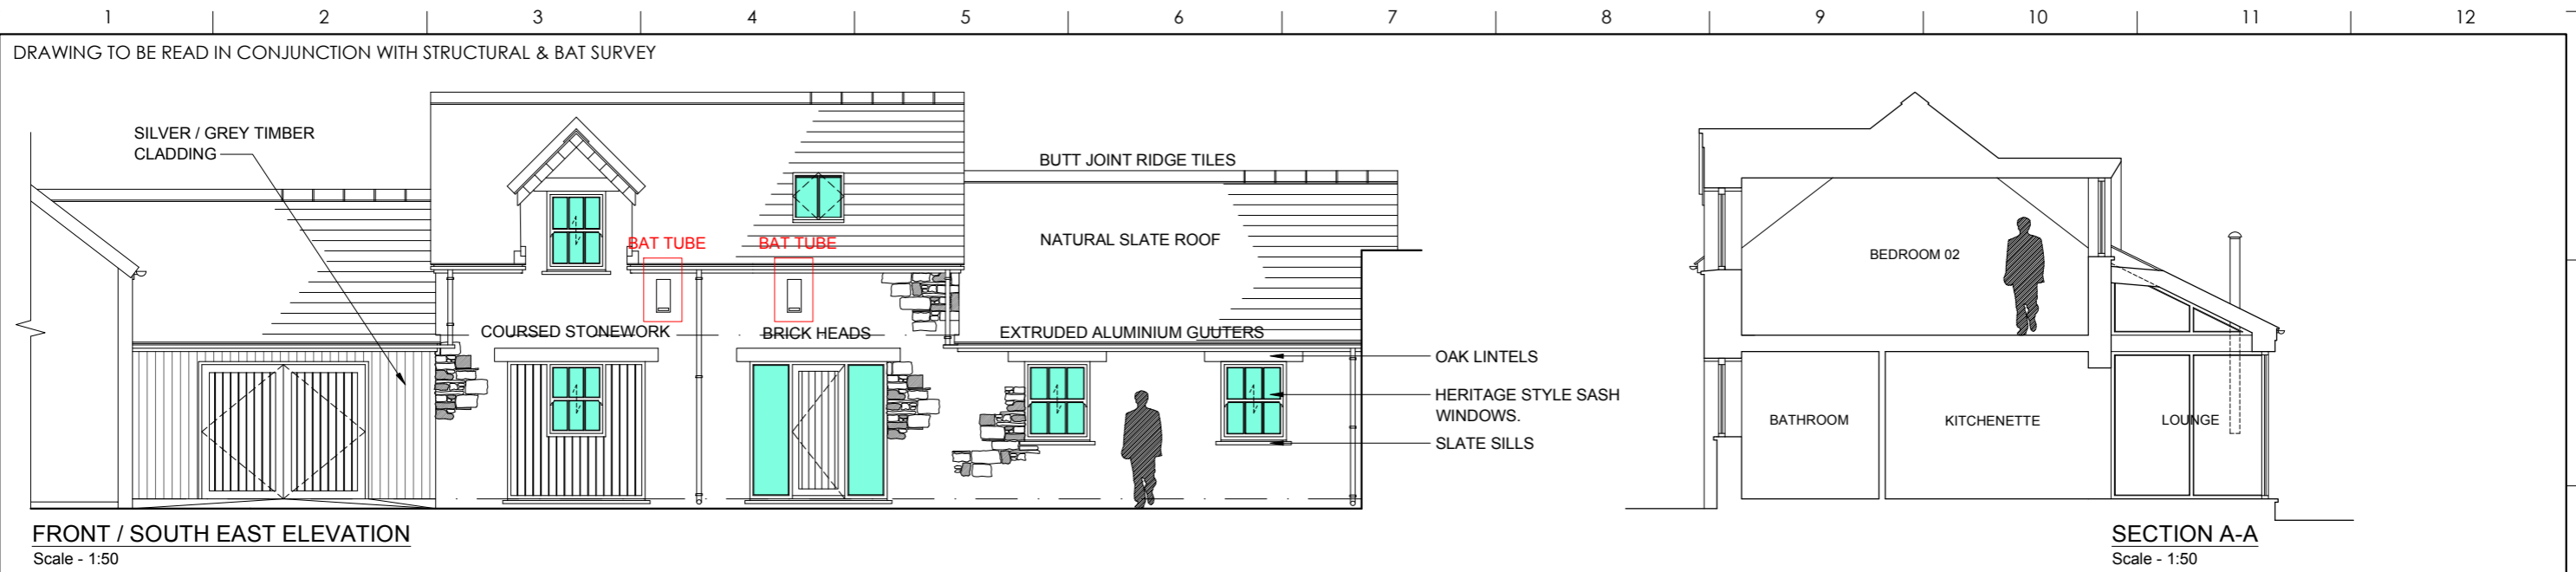 1 2 3 4 5 6 7 8 9 10 11 12
DRAWING TO BE READ IN CONJUNCTION WITH STRUCTURAL & BAT SURVEY
SILVER / GREY TIMBER
CLADDING
BUTT JOINT RIDGE TILES
BAT TUBE
BAT TUBE
NATURAL SLATE ROOF
COURSED STONEWORK
BRICK HEADS
EXTRUDED ALUMINIUM GUUTERS
OAK LINTELS
HERITAGE STYLE SASH
WINDOWS.
SLATE SILLS
FRONT / SOUTH EAST ELEVATION
Scale - 1:50
BEDROOM 02
BATHROOM
KITCHENETTE
LOUNGE
SECTION A-A
Scale - 1:50